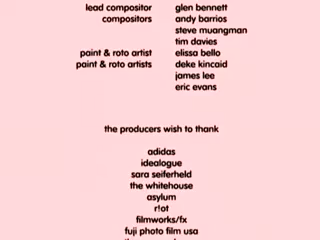 lead compositor glen bennett
compositors andy barrios
steve muangman
tim davies
paint & roto artist elissa bello
paint & roto artists deke kincaid
james lee
eric evans
the producers wish to thank
adidas
idealogue
sara seiferheld
the whitehouse
asylum
r!ot
filmworks/fx
fuji photo film usa